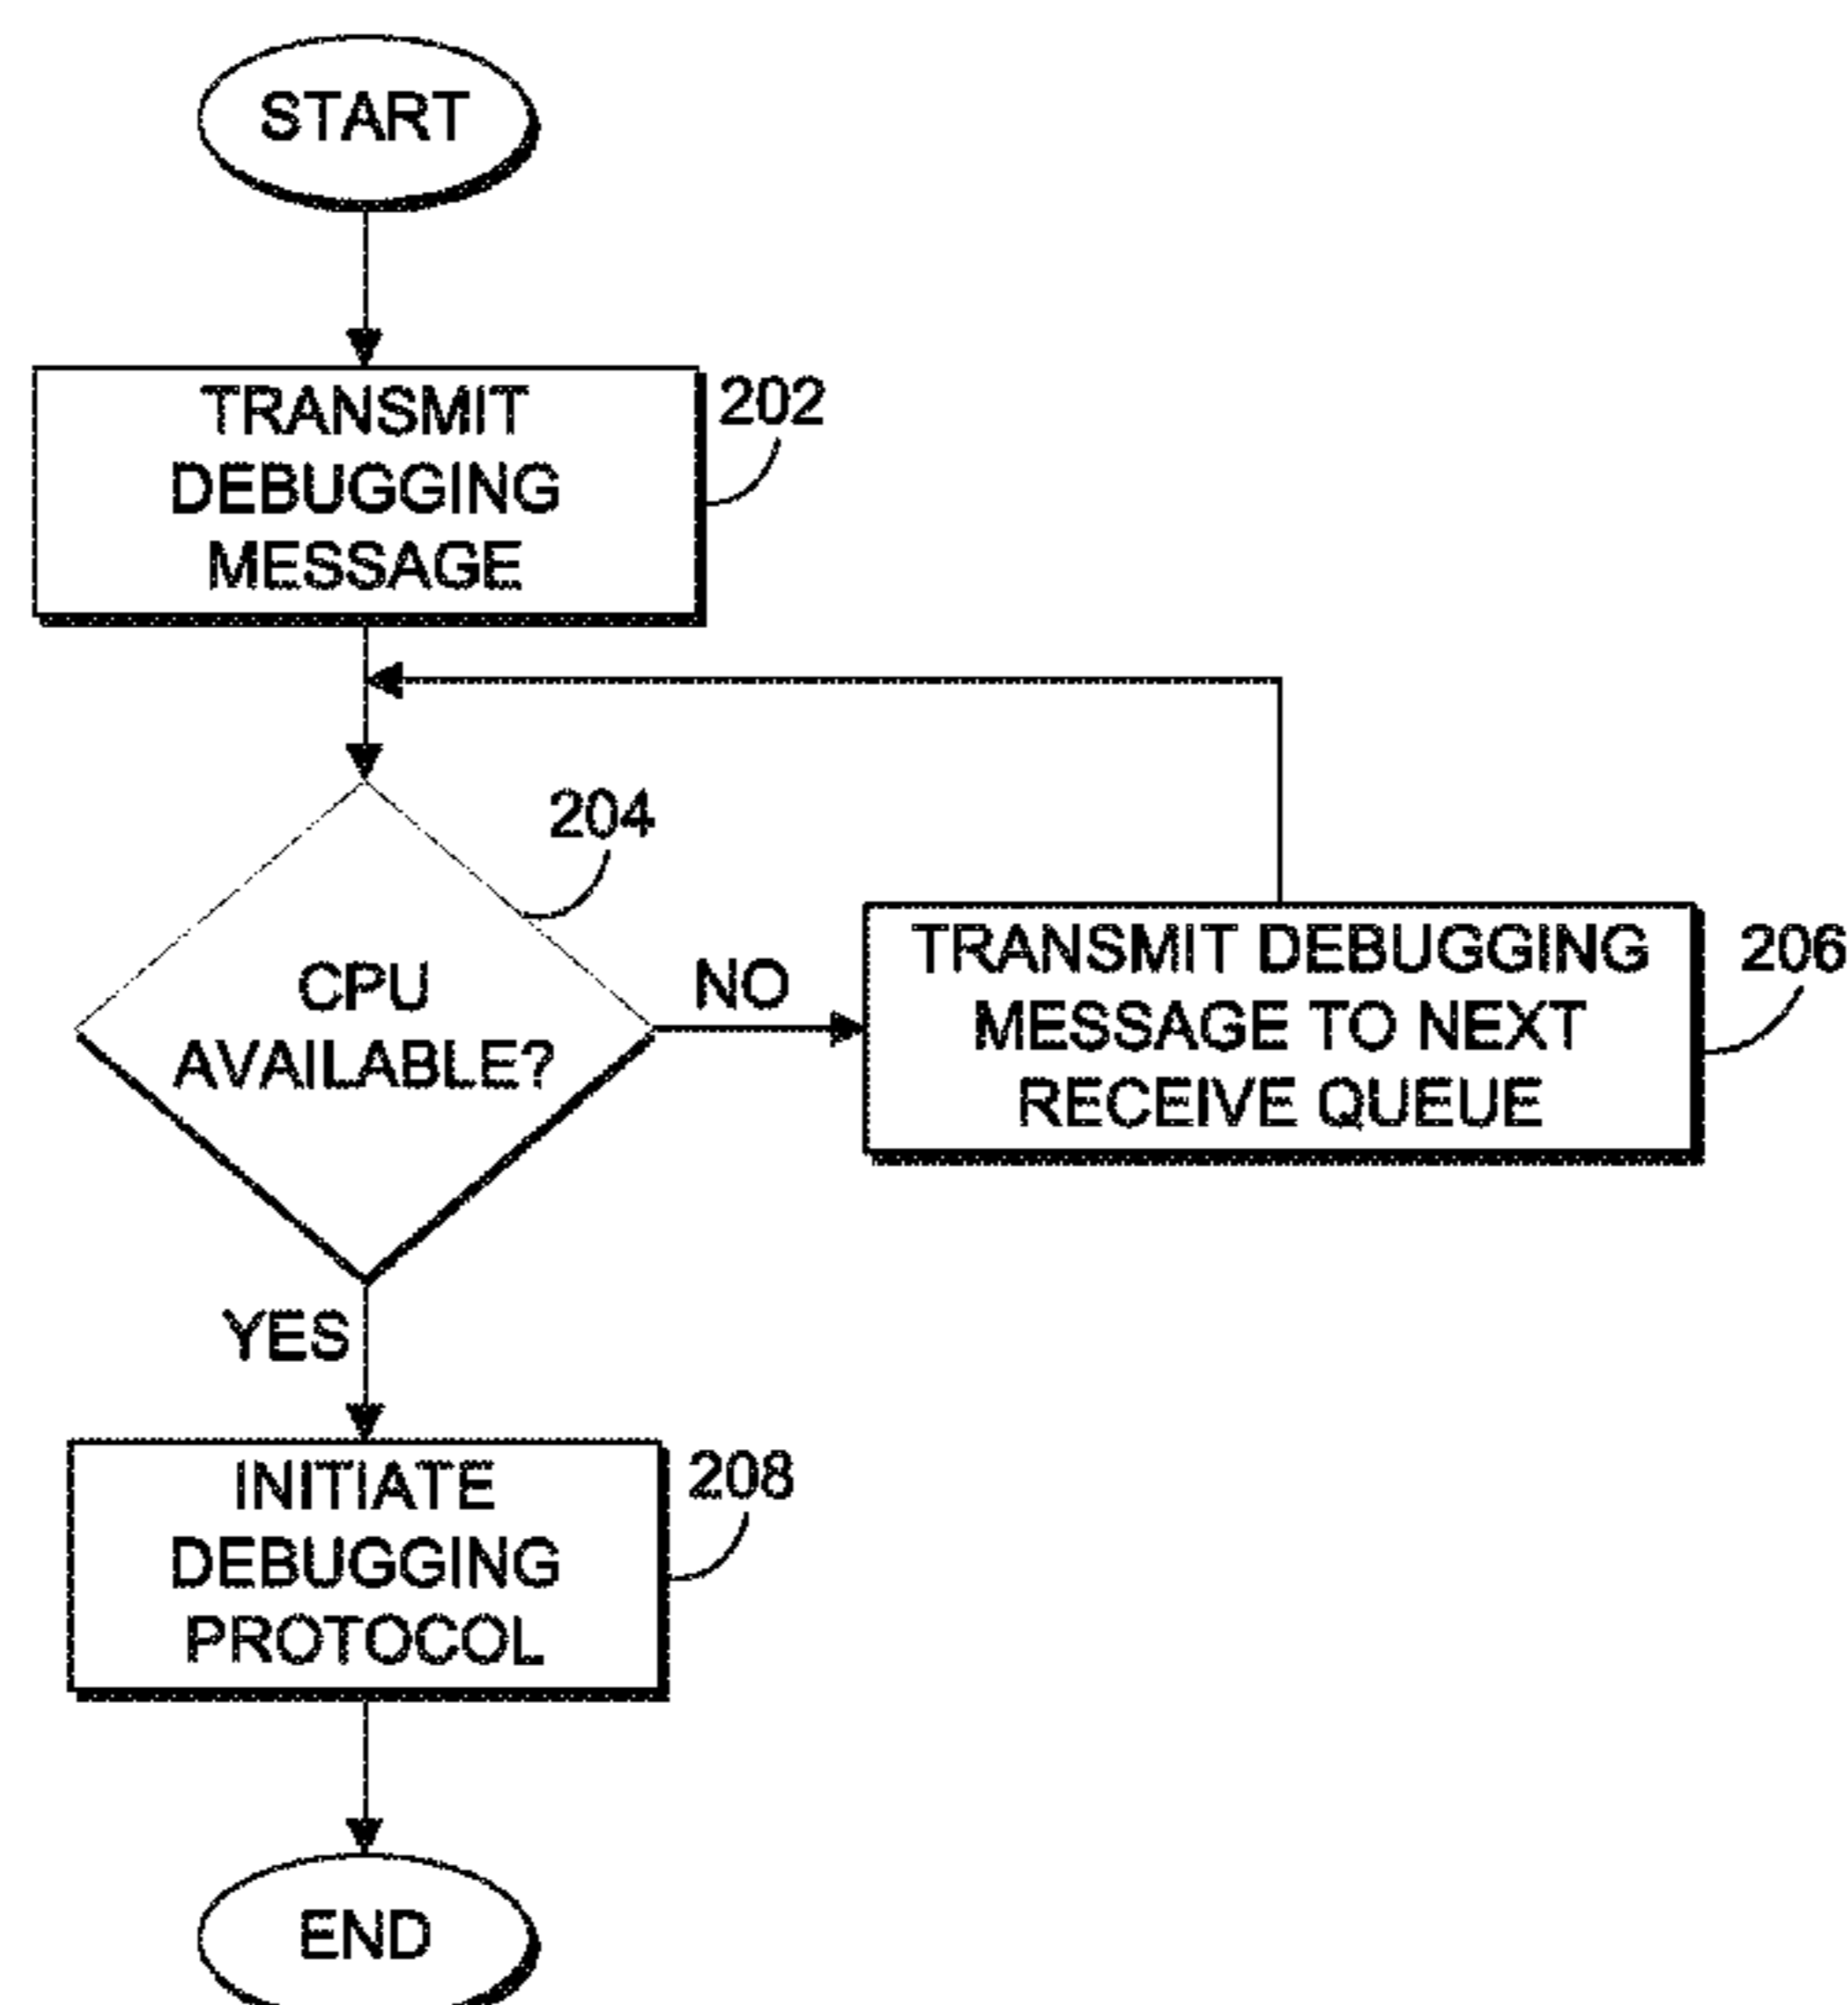 START
TRANSMIT
DEBUGGING
MESSAGE
202
204
CPU
AVAILABLE?
NO
TRANSMIT DEBUGGING
MESSAGE TO NEXT
RECEIVE QUEUE
206
YES
INITIATE
DEBUGGING
PROTOCOL
208
END